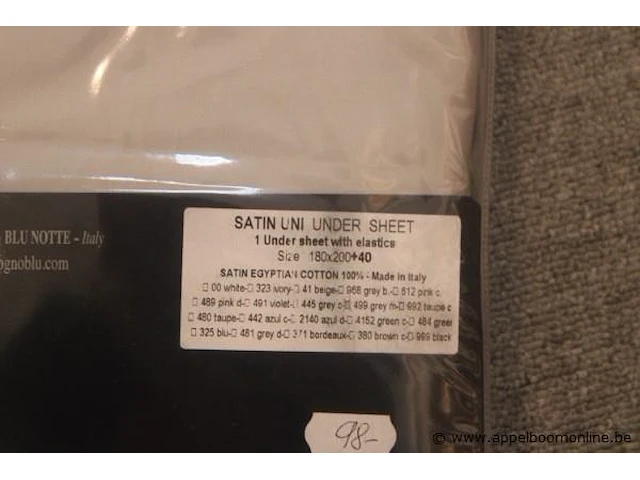 BLU NOTTE - Italy
gnoblu.com
SATIN UNI UNDER SHEET
1 Under sheet with elastics
Size 180x200+40
SATIN EGYPTIAN COTTON 100% - Made in Italy
☐ 00 white-☐ 323 ivory-☐ 41 beige-☐ 968 grey b.-☐ 612 pink c.
☐ 489 pink d-☐ 491 violet-☐ 445 grey c-☒ 499 grey m-☐ 992 taupe c
☐ 480 taupe-☐ 442 azul c-☐ 2140 azul d-☐ 4152 green c-☐ 484 green
☐ 325 blu-☐ 481 grey d-☐ 371 bordeaux-☐ 380 brown c-☐ 999 black
98-
© www.appelboomonline.be